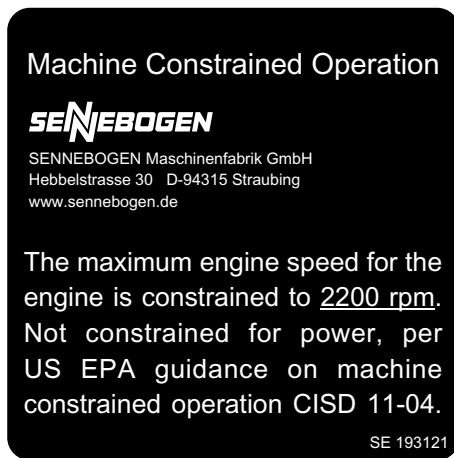 Machine Constrained Operation
SENNEBOGEN
SENNEBOGEN Maschinenfabrik GmbH
Hebbelstrasse 30 D-94315 Straubing
www.sennebogen.de
The maximum engine speed for the
engine is constrained to 2200 rpm.
Not constrained for power, per
US EPA guidance on machine
constrained operation CISD 11-04.
SE 193121